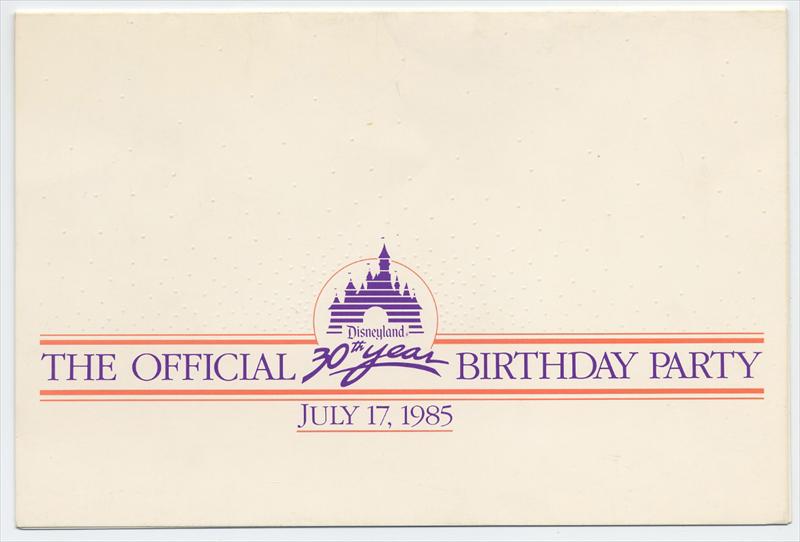 Disneyland
THE OFFICIAL 30th year BIRTHDAY PARTY
JULY 17, 1985